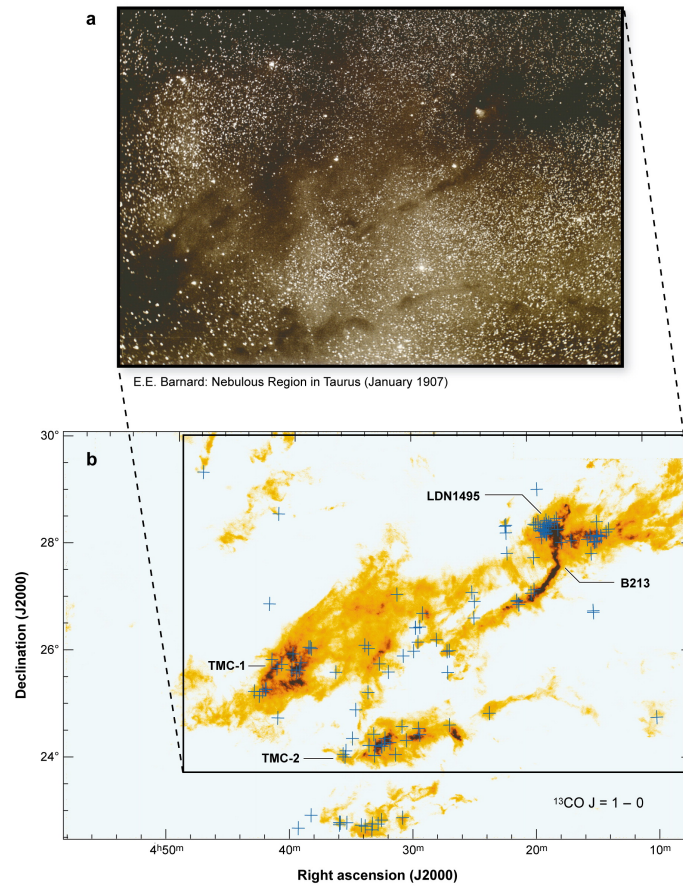 a
E.E. Barnard: Nebulous Region in Taurus (January 1907)
b
30°
28°
26°
24°
Declination (J2000)
LDN1495
B213
TMC-1
TMC-2
¹³CO J = 1 – 0
4ʰ50ᵐ
40ᵐ
30ᵐ
20ᵐ
10ᵐ
Right ascension (J2000)